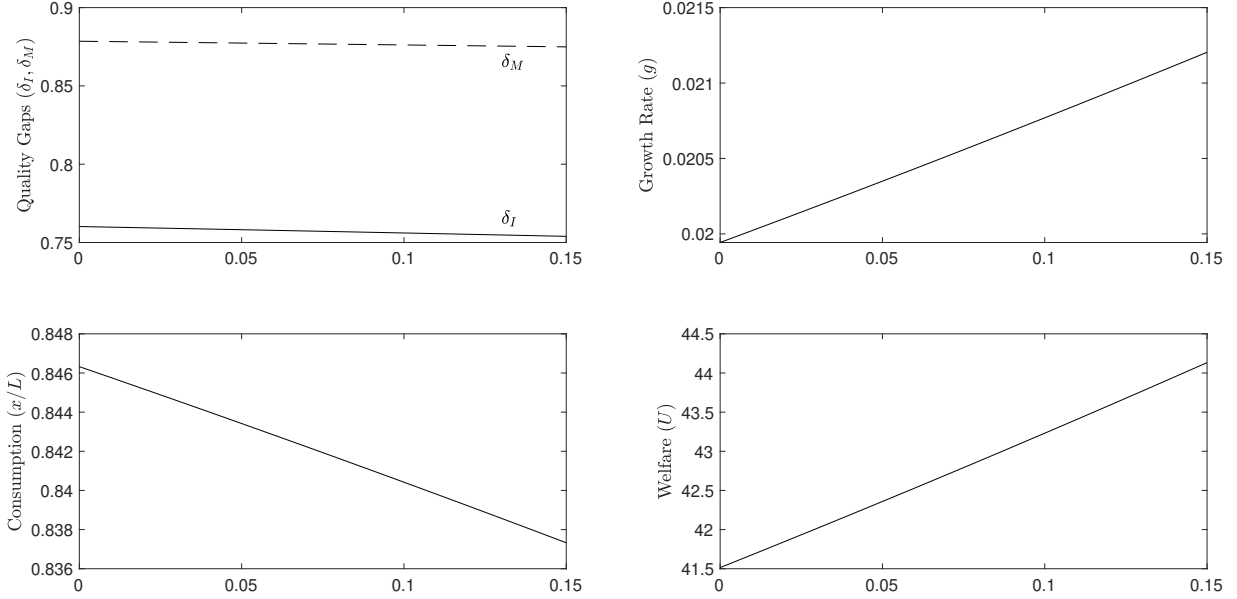 0.9
0.85
0.8
0.75
Quality Gaps (δ_I, δ_M)
δ_M
δ_I
0 0.05 0.1 0.15
0.0215
0.021
0.0205
0.02
Growth Rate (g)
0 0.05 0.1 0.15
0.848
0.846
0.844
0.842
0.84
0.838
0.836
Consumption (x/L)
0 0.05 0.1 0.15
44.5
44
43.5
43
42.5
42
41.5
Welfare (U)
0 0.05 0.1 0.15